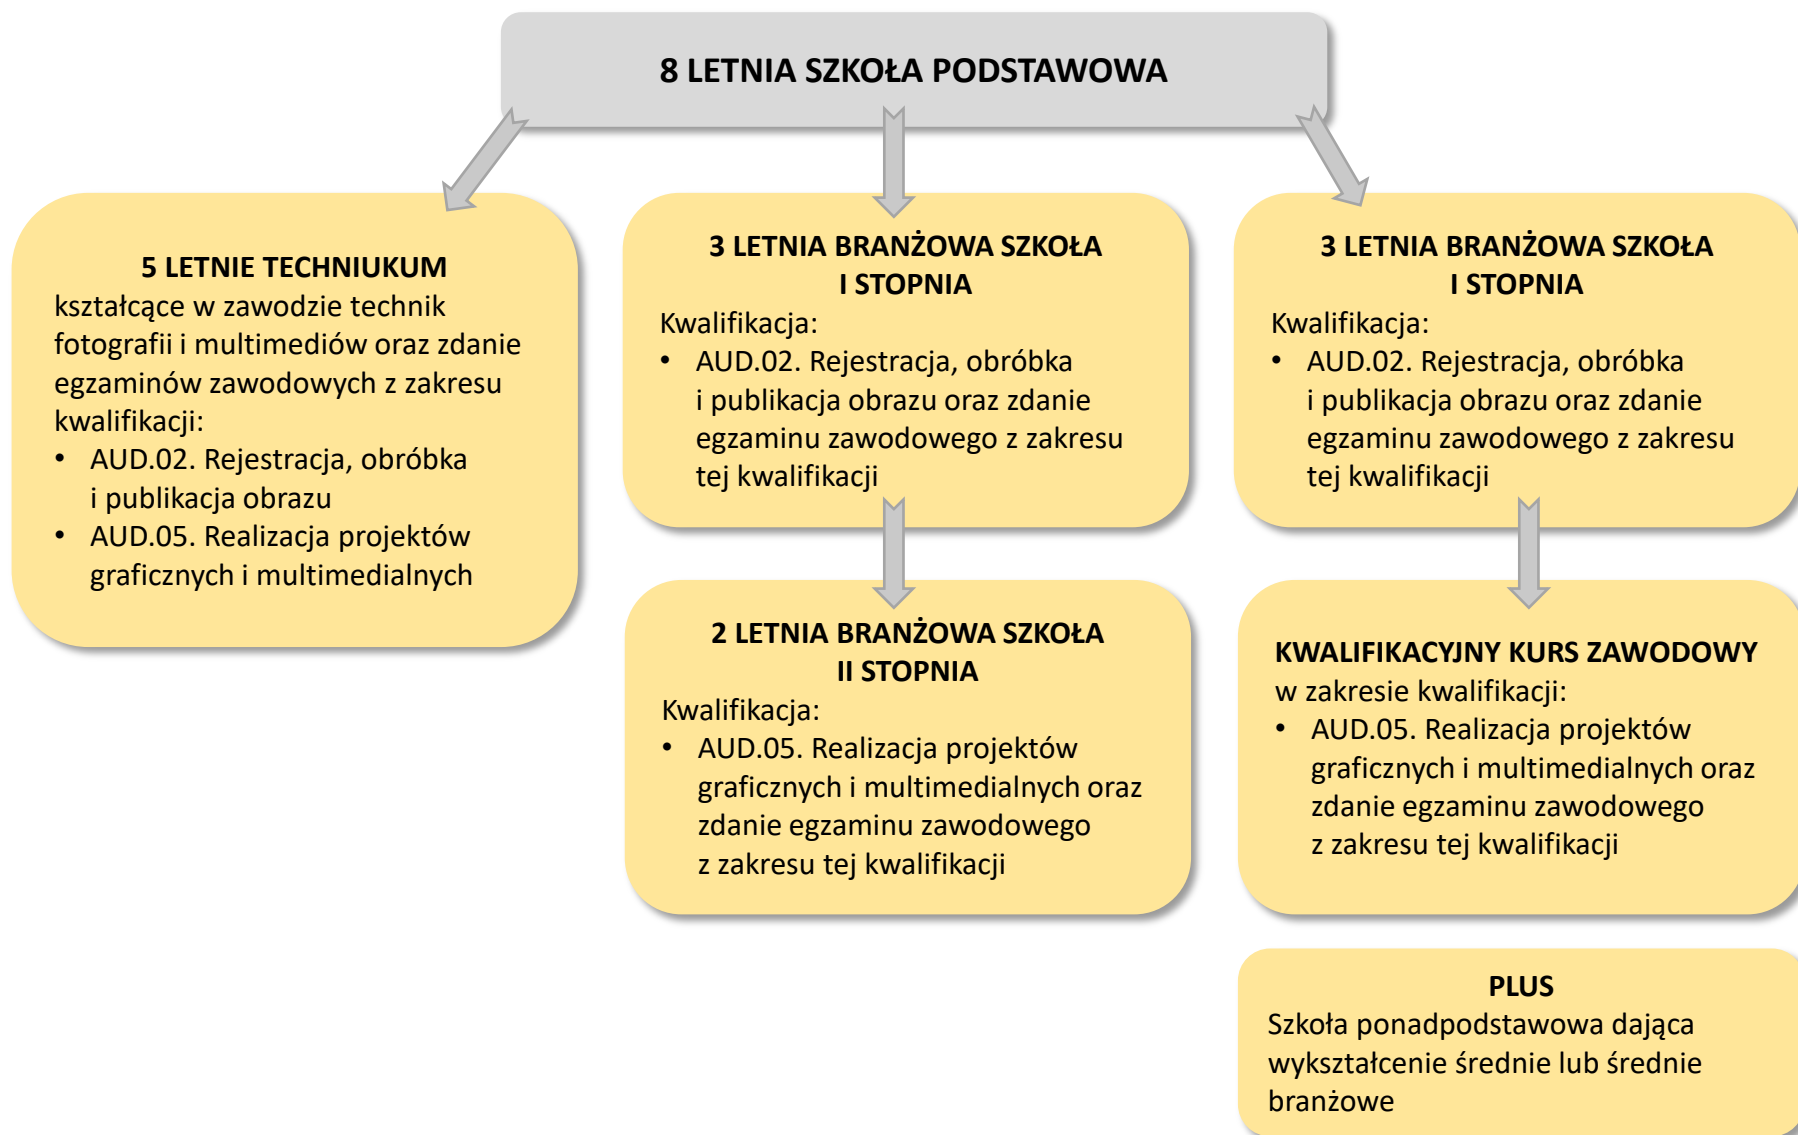 8 LETNIA SZKOŁA PODSTAWOWA
5 LETNIE TECHNIUKUM
kształcące w zawodzie technik
fotografii i multimediów oraz zdanie
egzaminów zawodowych z zakresu
kwalifikacji:
• AUD.02. Rejestracja, obróbka
i publikacja obrazu
• AUD.05. Realizacja projektów
graficznych i multimedialnych
3 LETNIA BRANŻOWA SZKOŁA
I STOPNIA
Kwalifikacja:
• AUD.02. Rejestracja, obróbka
i publikacja obrazu oraz zdanie
egzaminu zawodowego z zakresu
tej kwalifikacji
2 LETNIA BRANŻOWA SZKOŁA
II STOPNIA
Kwalifikacja:
• AUD.05. Realizacja projektów
graficznych i multimedialnych oraz
zdanie egzaminu zawodowego
z zakresu tej kwalifikacji
3 LETNIA BRANŻOWA SZKOŁA
I STOPNIA
Kwalifikacja:
• AUD.02. Rejestracja, obróbka
i publikacja obrazu oraz zdanie
egzaminu zawodowego z zakresu
tej kwalifikacji
KWALIFIKACYJNY KURS ZAWODOWY
w zakresie kwalifikacji:
• AUD.05. Realizacja projektów
graficznych i multimedialnych oraz
zdanie egzaminu zawodowego
z zakresu tej kwalifikacji
PLUS
Szkoła ponadpodstawowa dająca
wykształcenie średnie lub średnie
branżowe